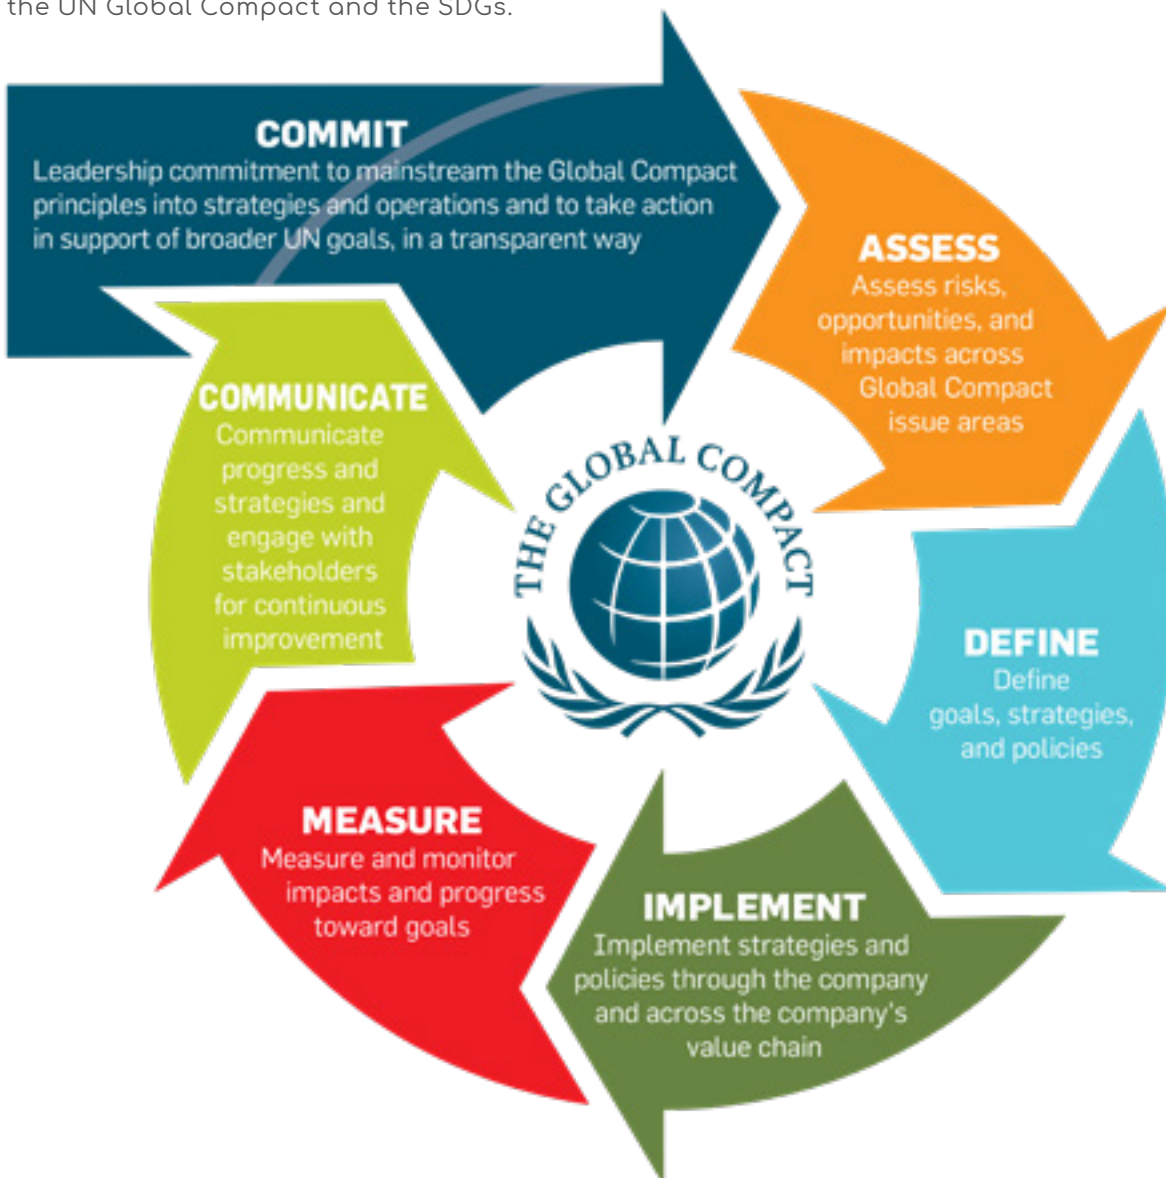 the UN Global Compact and the SDGs.
COMMIT
Leadership commitment to mainstream the Global Compact
principles into strategies and operations and to take action
in support of broader UN goals, in a transparent way
ASSESS
Assess risks,
opportunities, and
impacts across
Global Compact
issue areas
DEFINE
Define
goals, strategies,
and policies
IMPLEMENT
Implement strategies and
policies through the company
and across the company's
value chain
MEASURE
Measure and monitor
impacts and progress
toward goals
COMMUNICATE
Communicate
progress and
strategies and
engage with
stakeholders
for continuous
improvement
THE GLOBAL COMPACT